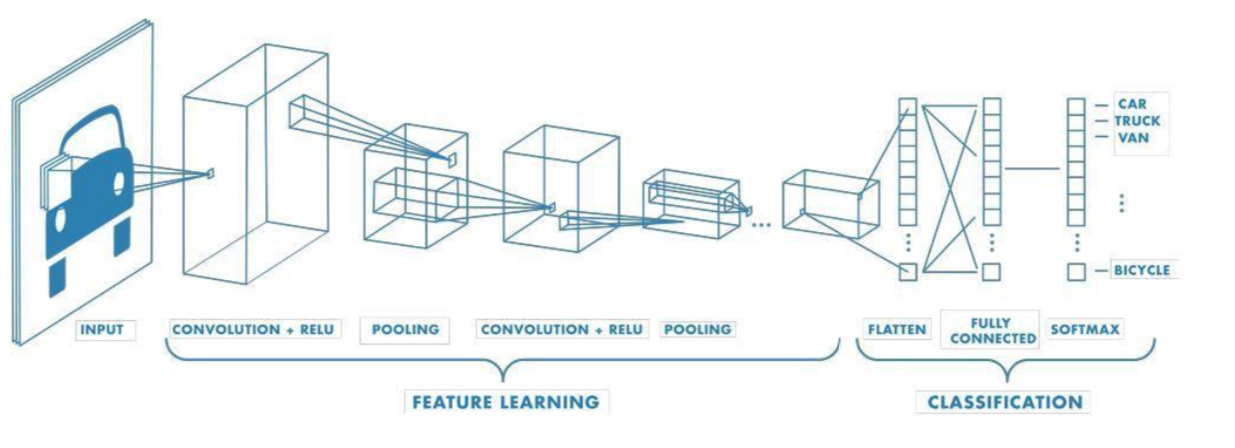 CAR
TRUCK
VAN
BICYCLE
INPUT
CONVOLUTION + RELU
POOLING
CONVOLUTION + RELU
POOLING
FLATTEN
FULLY
CONNECTED
SOFTMAX
FEATURE LEARNING
CLASSIFICATION